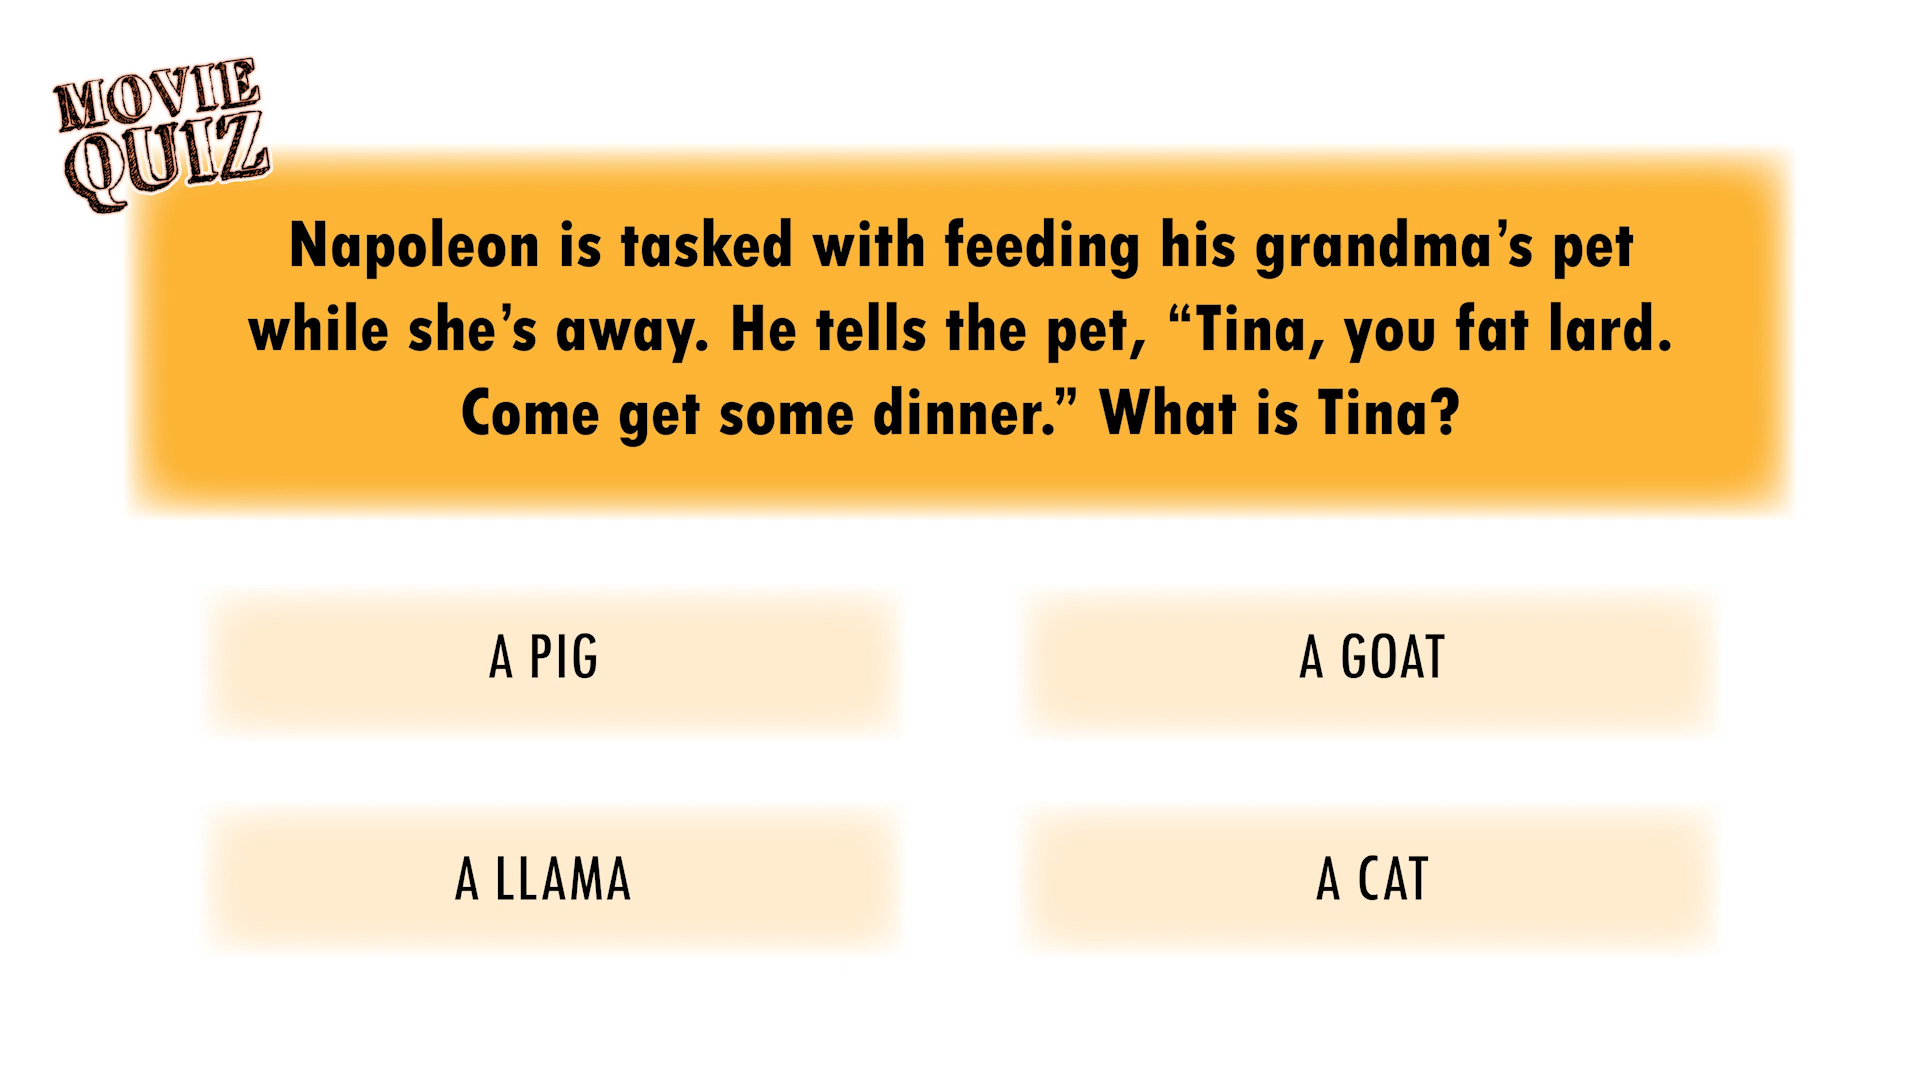 MOVIE
QUIZ
Napoleon is tasked with feeding his grandma’s pet
while she’s away. He tells the pet, “Tina, you fat lard.
Come get some dinner.” What is Tina?
A PIG
A GOAT
A LLAMA
A CAT